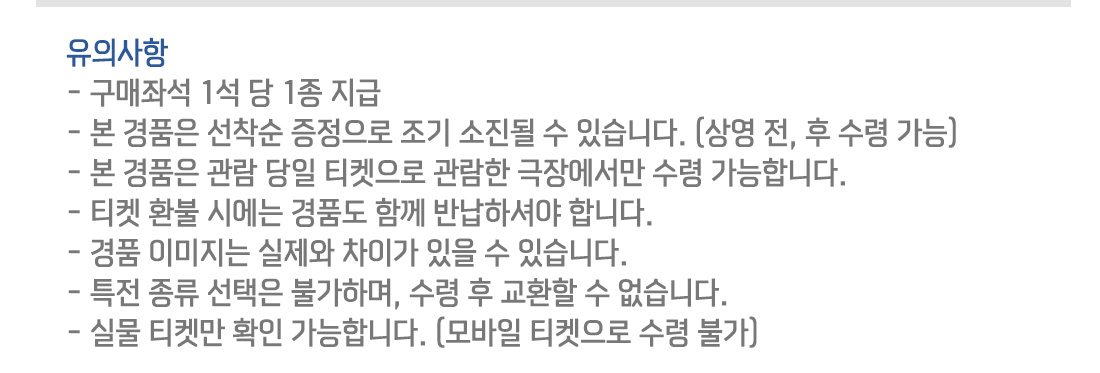 유의사항
- 구매좌석 1석 당 1종 지급
- 본 경품은 선착순 증정으로 조기 소진될 수 있습니다. (상영 전, 후 수령 가능)
- 본 경품은 관람 당일 티켓으로 관람한 극장에서만 수령 가능합니다.
- 티켓 환불 시에는 경품도 함께 반납하셔야 합니다.
- 경품 이미지는 실제와 차이가 있을 수 있습니다.
- 특전 종류 선택은 불가하며, 수령 후 교환할 수 없습니다.
- 실물 티켓만 확인 가능합니다. (모바일 티켓으로 수령 불가)